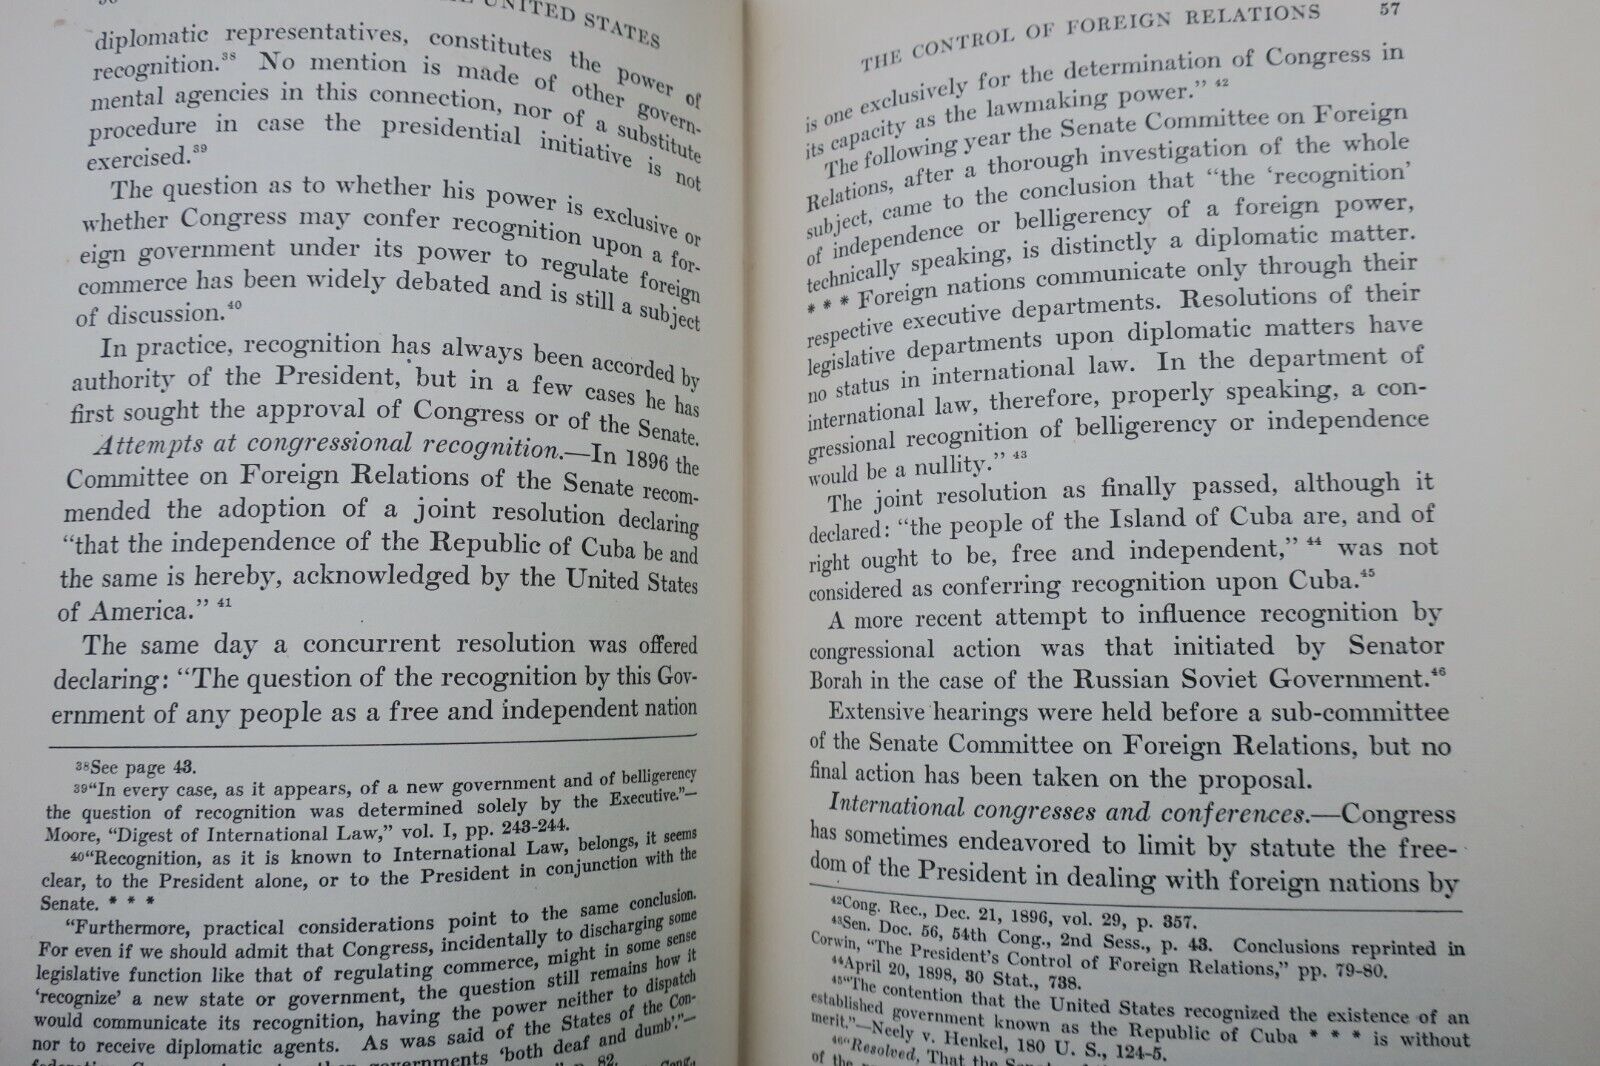 UNITED STATES
diplomatic representatives, constitutes the power of
recognition.³⁸ No mention is made of other govern-
mental agencies in this connection, nor of a substitute
procedure in case the presidential initiative is not
exercised.³⁹
The question as to whether his power is exclusive or
whether Congress may confer recognition upon a for-
eign government under its power to regulate foreign
commerce has been widely debated and is still a subject
of discussion.⁴⁰
In practice, recognition has always been accorded by
authority of the President, but in a few cases he has
first sought the approval of Congress or of the Senate.
Attempts at congressional recognition.—In 1896 the
Committee on Foreign Relations of the Senate recom-
mended the adoption of a joint resolution declaring
“that the independence of the Republic of Cuba be and
the same is hereby, acknowledged by the United States
of America.” ⁴¹
The same day a concurrent resolution was offered
declaring: “The question of the recognition by this Gov-
ernment of any people as a free and independent nation
³⁸See page 43.
³⁹“In every case, as it appears, of a new government and of belligerency
the question of recognition was determined solely by the Executive.”—
Moore, “Digest of International Law,” vol. I, pp. 243-244.
⁴⁰“Recognition, as it is known to International Law, belongs, it seems
clear, to the President alone, or to the President in conjunction with the
Senate. * * *
“Furthermore, practical considerations point to the same conclusion.
For even if we should admit that Congress, incidentally to discharging some
legislative function like that of regulating commerce, might in some sense
‘recognize’ a new state or government, the question still remains how it
would communicate its recognition, having the power neither to dispatch
nor to receive diplomatic agents. As was said of the States of the Con-
governments ‘both deaf and dumb’.”—
82. Cong.,
THE CONTROL OF FOREIGN RELATIONS 57
is one exclusively for the determination of Congress in
its capacity as the lawmaking power.” ⁴²
The following year the Senate Committee on Foreign
Relations, after a thorough investigation of the whole
subject, came to the conclusion that “the ‘recognition’
of independence or belligerency of a foreign power,
technically speaking, is distinctly a diplomatic matter.
* * * Foreign nations communicate only through their
respective executive departments. Resolutions of their
legislative departments upon diplomatic matters have
no status in international law. In the department of
international law, therefore, properly speaking, a con-
gressional recognition of belligerency or independence
would be a nullity.” ⁴³
The joint resolution as finally passed, although it
declared: “the people of the Island of Cuba are, and of
right ought to be, free and independent,” ⁴⁴ was not
considered as conferring recognition upon Cuba.⁴⁵
A more recent attempt to influence recognition by
congressional action was that initiated by Senator
Borah in the case of the Russian Soviet Government.⁴⁶
Extensive hearings were held before a sub-committee
of the Senate Committee on Foreign Relations, but no
final action has been taken on the proposal.
International congresses and conferences.—Congress
has sometimes endeavored to limit by statute the free-
dom of the President in dealing with foreign nations by
⁴²Cong. Rec., Dec. 21, 1896, vol. 29, p. 357.
⁴³Sen. Doc. 56, 54th Cong., 2nd Sess., p. 43. Conclusions reprinted in
Corwin, “The President's Control of Foreign Relations,” pp. 79-80.
⁴⁴April 20, 1898, 30 Stat., 738.
⁴⁵“The contention that the United States recognized the existence of an
established government known as the Republic of Cuba * * * is without
merit.”—Neely v. Henkel, 180 U. S., 124-5.
⁴⁶“Resolved, That the
of the